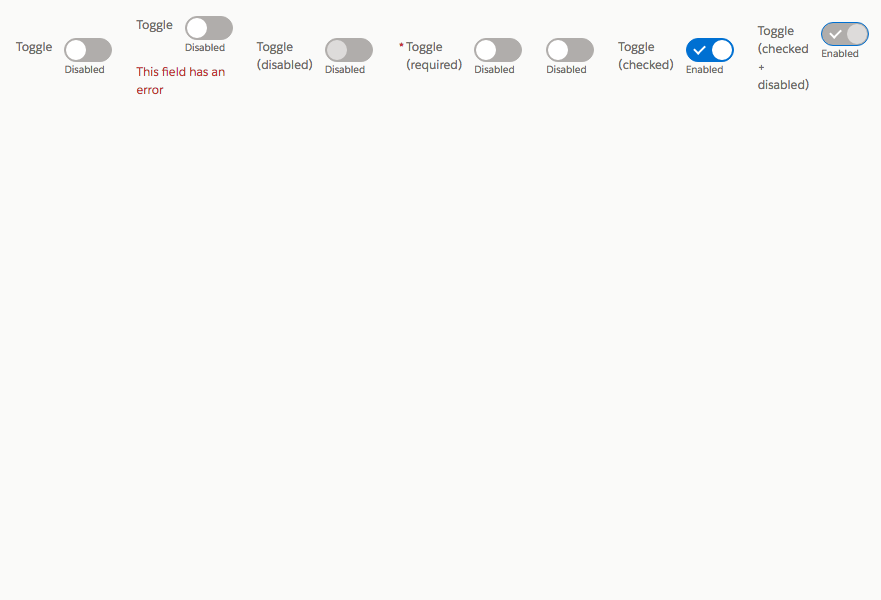 Toggle
Disabled
Toggle
Disabled
This field has an
error
Toggle
(disabled)
Disabled
* Toggle
(required)
Disabled
Disabled
Toggle
(checked)
Enabled
Toggle
(checked
+
disabled)
Enabled